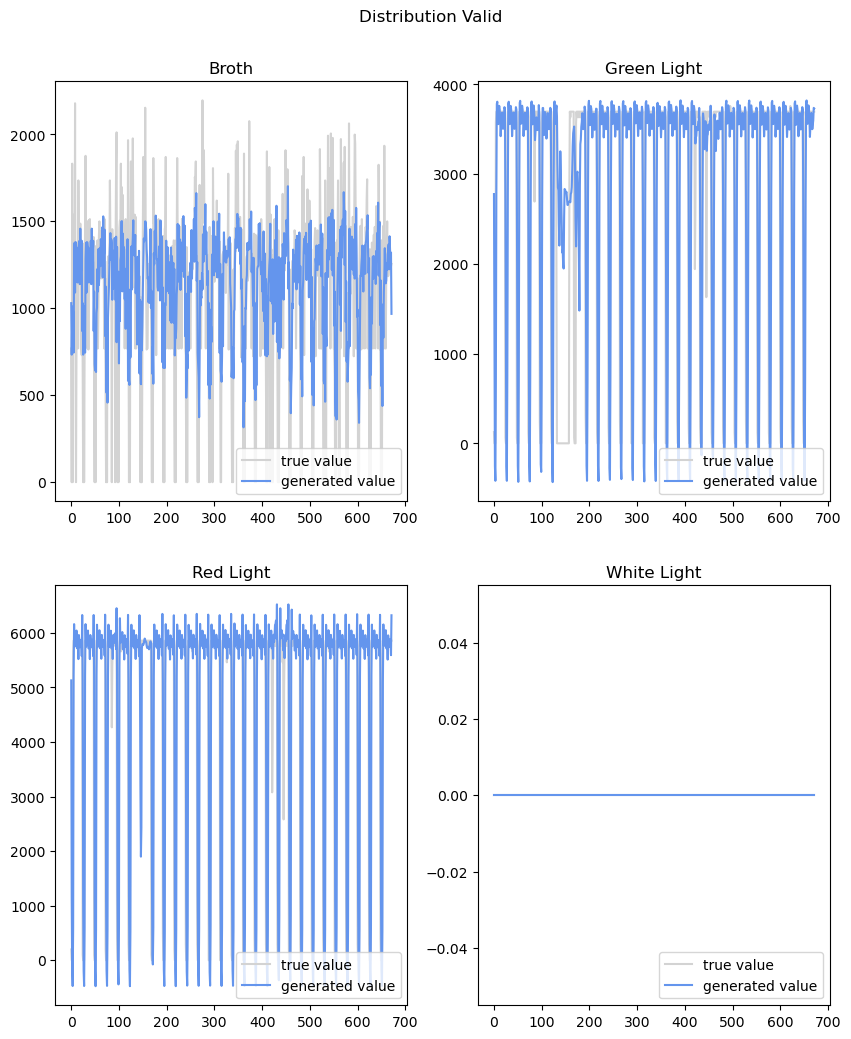 Distribution Valid
Broth
2000
1500
1000
500
0
0 100 200 300 400 500 600 700
true value
generated value
Green Light
4000
3000
2000
1000
0
0 100 200 300 400 500 600 700
true value
generated value
Red Light
6000
5000
4000
3000
2000
1000
0
0 100 200 300 400 500 600 700
true value
generated value
White Light
0.04
0.02
0.00
−0.02
−0.04
0 100 200 300 400 500 600 700
true value
generated value